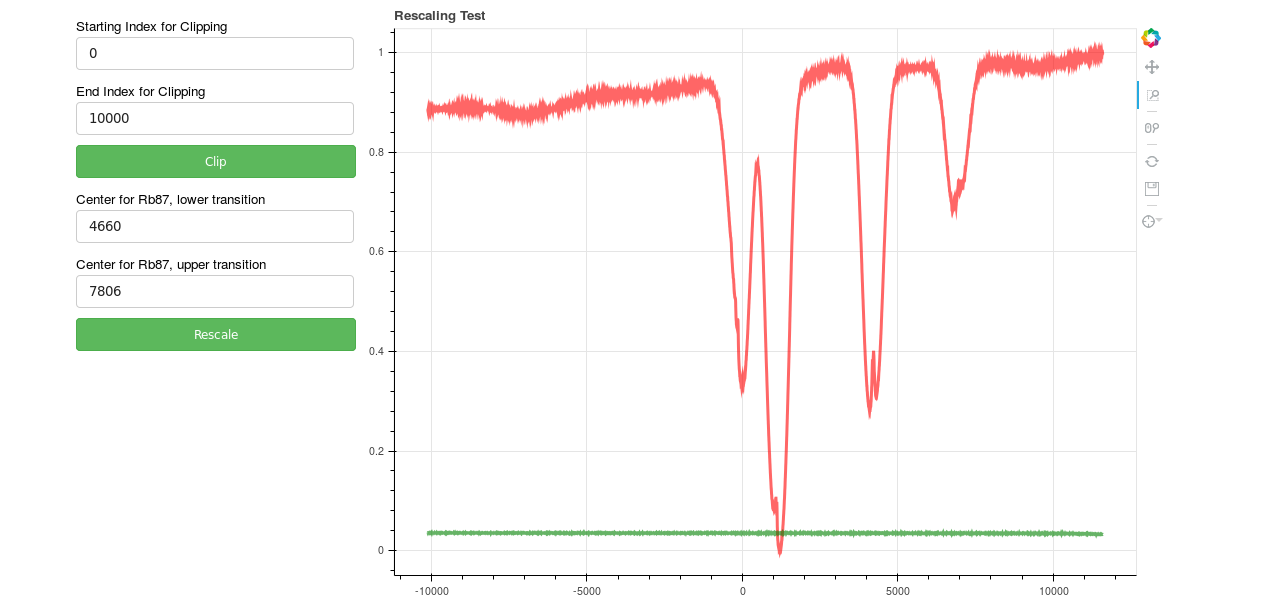 Starting Index for Clipping
0
End Index for Clipping
10000
Clip
Center for Rb87, lower transition
4660
Center for Rb87, upper transition
7806
Rescale
Rescaling Test
1
0.8
0.6
0.4
0.2
0
-10000
-5000
0
5000
10000